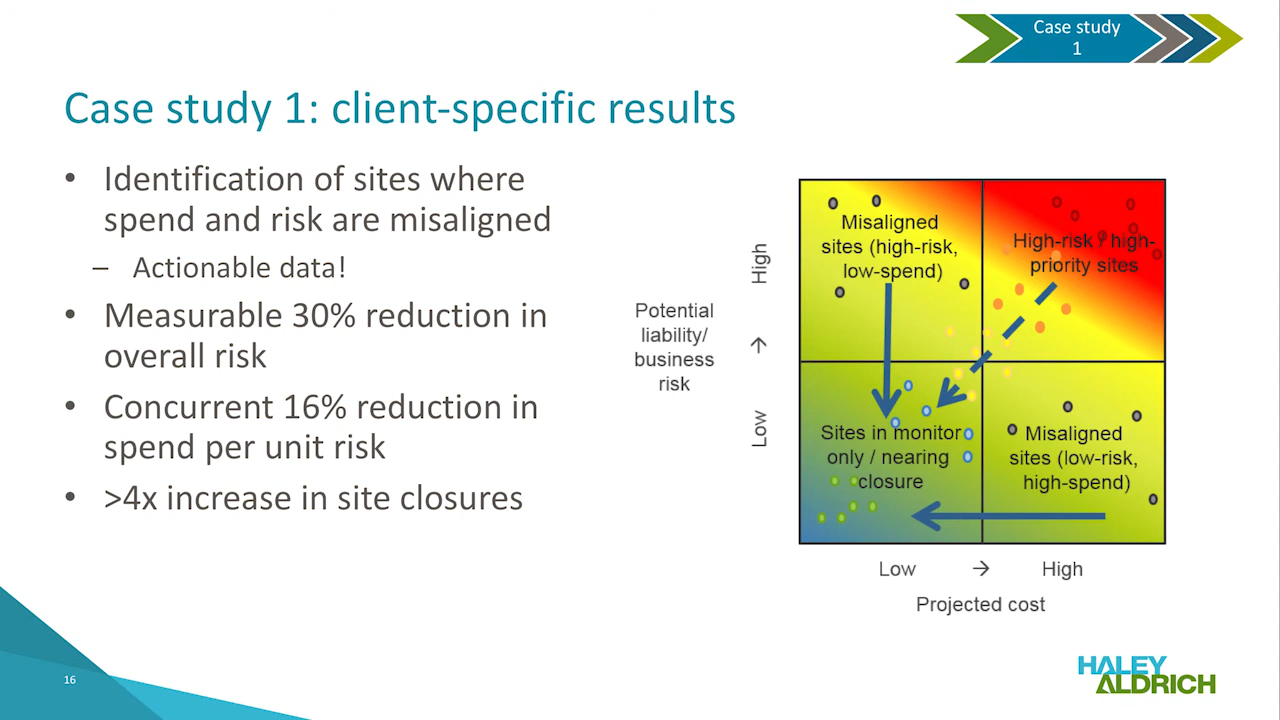 Case study
1
Case study 1: client-specific results
• Identification of sites where
spend and risk are misaligned
– Actionable data!
• Measurable 30% reduction in
overall risk
• Concurrent 16% reduction in
spend per unit risk
• >4x increase in site closures
Potential
liability/
business
risk
High
→
Low
Misaligned
sites (high-risk,
low-spend)
High-risk / high-
priority sites
Sites in monitor
only / nearing
closure
Misaligned
sites (low-risk,
high-spend)
Low → High
Projected cost
16
HALEY
ALDRICH